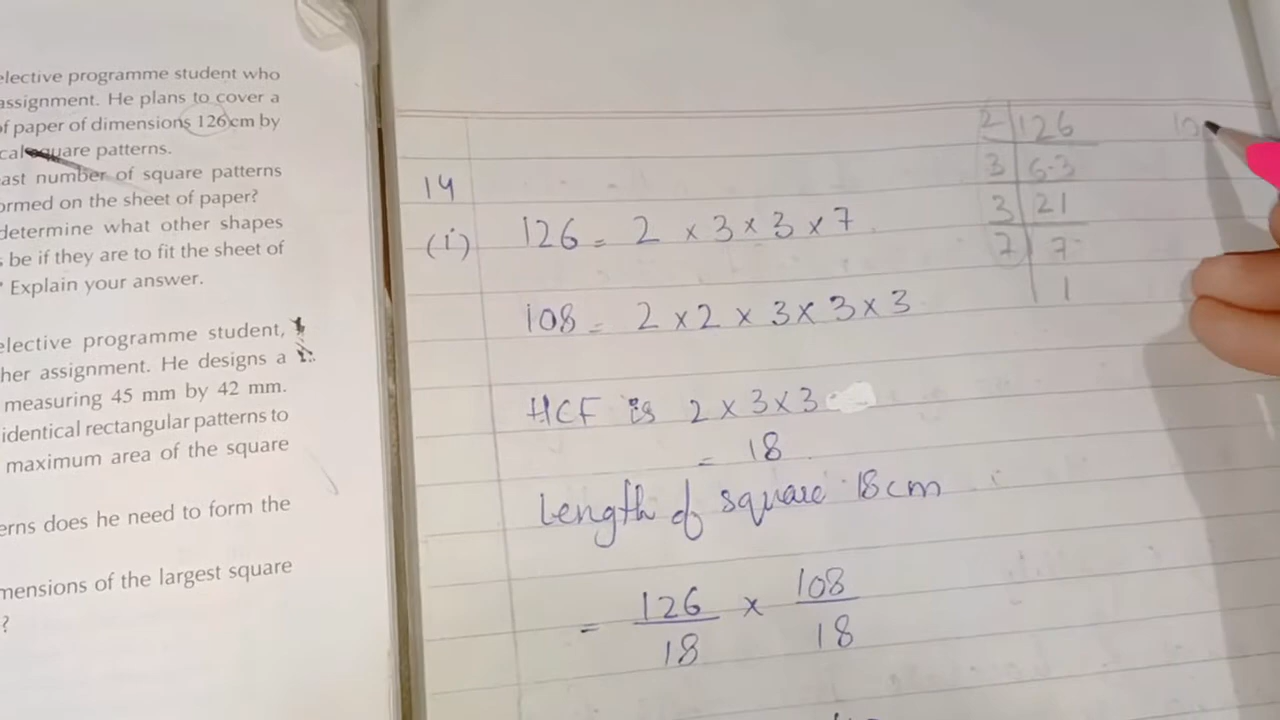 elective programme student who
assignment. He plans to cover a
of paper of dimensions 126 cm by
cal square patterns.
ast number of square patterns
ormed on the sheet of paper?
determine what other shapes
s be if they are to fit the sheet of
? Explain your answer.
elective programme student,
her assignment. He designs a
measuring 45 mm by 42 mm.
identical rectangular patterns to
maximum area of the square
erns does he need to form the
mensions of the largest square
?
14
(i) 126 = 2 × 3 × 3 × 7
108 = 2 × 2 × 3 × 3 × 3
HCF is 2 × 3 × 3
= 18
Length of square 18cm
= 126/18 × 108/18
2 | 126
3 | 63
3 | 21
7 | 7
1
10